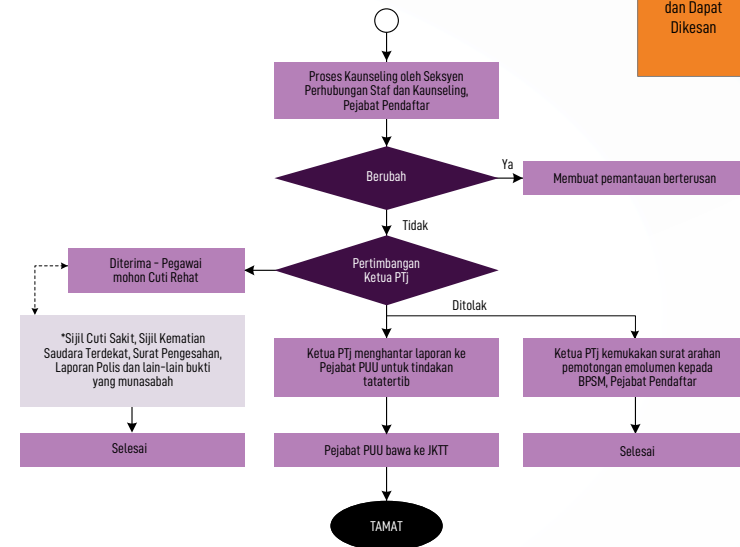 dan Dapat
Dikesan
Proses Kaunseling oleh Seksyen
Perhubungan Staf dan Kaunseling,
Pejabat Pendaftar
Berubah
Ya
Membuat pemantauan berterusan
Tidak
Pertimbangan
Ketua PTj
Diterima - Pegawai
mohon Cuti Rehat
Ditolak
*Sijil Cuti Sakit, Sijil Kematian
Saudara Terdekat, Surat Pengesahan,
Laporan Polis dan lain-lain bukti
yang munasabah
Ketua PTj menghantar laporan ke
Pejabat PUU untuk tindakan
tatatertib
Ketua PTj kemukakan surat arahan
pemotongan emolumen kepada
BPSM, Pejabat Pendaftar
Selesai
Pejabat PUU bawa ke JKTT
Selesai
TAMAT